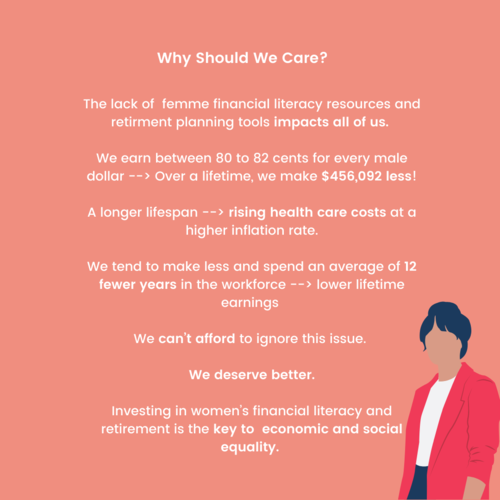 Why Should We Care?
The lack of femme financial literacy resources and
retirment planning tools impacts all of us.
We earn between 80 to 82 cents for every male
dollar --> Over a lifetime, we make $456,092 less!
A longer lifespan --> rising health care costs at a
higher inflation rate.
We tend to make less and spend an average of 12
fewer years in the workforce --> lower lifetime
earnings
We can't afford to ignore this issue.
We deserve better.
Investing in women's financial literacy and
retirement is the key to economic and social
equality.